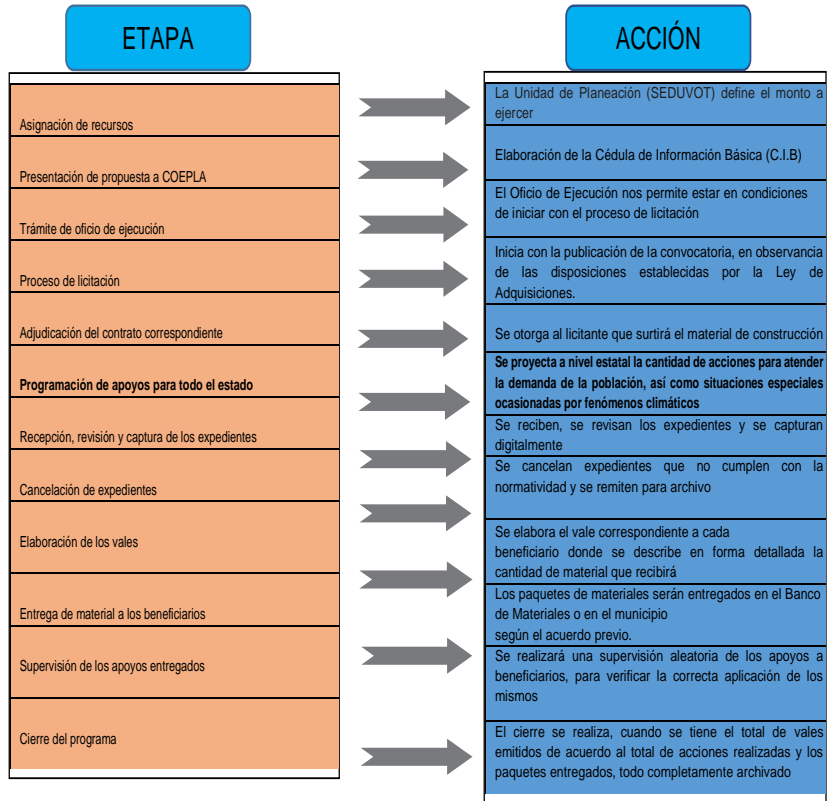 ETAPA
ACCIÓN
Asignación de recursos
La Unidad de Planeación (SEDUVOT) define el monto a
ejercer
Presentación de propuesta a COEPLA
Elaboración de la Cédula de Información Básica (C.I.B)
Trámite de oficio de ejecución
El Oficio de Ejecución nos permite estar en condiciones
de iniciar con el proceso de licitación
Proceso de licitación
Inicia con la publicación de la convocatoria, en observancia
de las disposiciones establecidas por la Ley de
Adquisiciones.
Adjudicación del contrato correspondiente
Se otorga al licitante que surtirá el material de construcción
Programación de apoyos para todo el estado
Se proyecta a nivel estatal la cantidad de acciones para atender
la demanda de la población, así como situaciones especiales
ocasionadas por fenómenos climáticos
Recepción, revisión y captura de los expedientes
Se reciben, se revisan los expedientes y se capturan
digitalmente
Cancelación de expedientes
Se cancelan expedientes que no cumplen con la
normatividad y se remiten para archivo
Elaboración de los vales
Se elabora el vale correspondiente a cada
beneficiario donde se describe en forma detallada la
cantidad de material que recibirá
Entrega de material a los beneficiarios
Los paquetes de materiales serán entregados en el Banco
de Materiales o en el municipio
según el acuerdo previo.
Supervisión de los apoyos entregados
Se realizará una supervisión aleatoria de los apoyos a
beneficiarios, para verificar la correcta aplicación de los
mismos
Cierre del programa
El cierre se realiza, cuando se tiene el total de vales
emitidos de acuerdo al total de acciones realizadas y los
paquetes entregados, todo completamente archivado